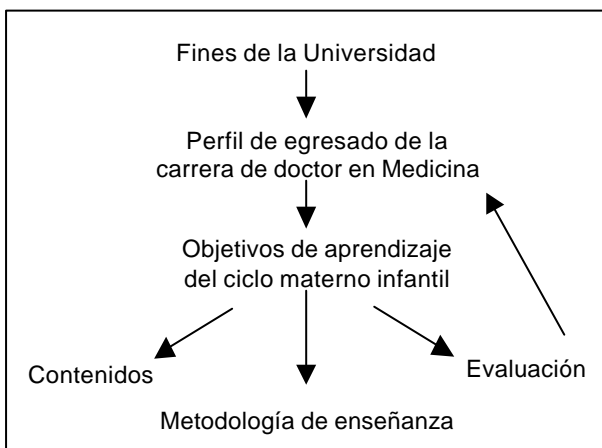 Fines de la Universidad
Perfil de egresado de la
carrera de doctor en Medicina
Objetivos de aprendizaje
del ciclo materno infantil
Contenidos
Evaluación
Metodología de enseñanza